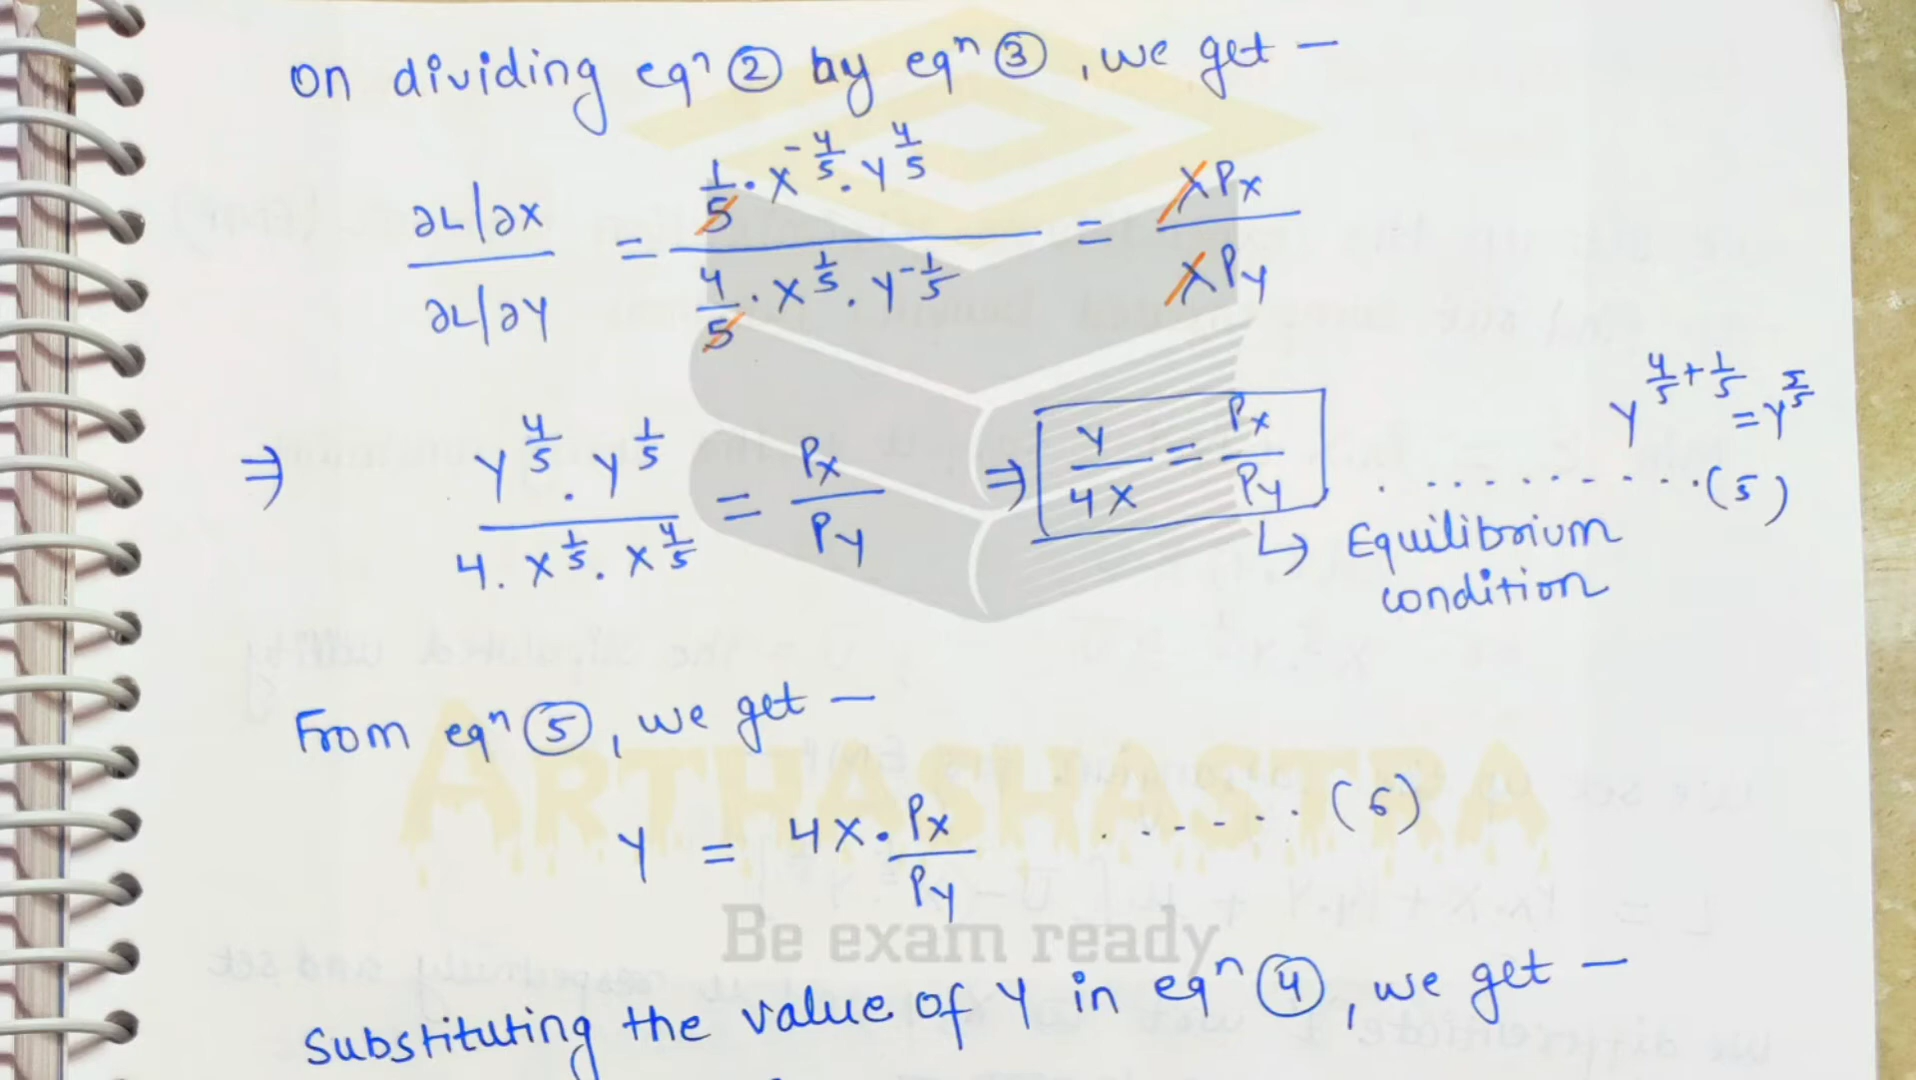 On dividing eqⁿ ② by eqⁿ ③, we get —
∂L|∂X / ∂L|∂Y = 1/5 · X^(-4/5) · Y^(4/5) / 4/5 · X^(1/5) · Y^(-1/5) = λPx / λPy
Y^(4/5 + 1/5) = Y^(5/5)
⇒ Y^(4/5) · Y^(1/5) / 4 · X^(1/5) · X^(4/5) = Px / Py ⇒ Y / 4X = Px / Py ..........(5)
↳ Equilibrium
condition
From eqⁿ ⑤, we get —
ARTHASHASTRA
Y = 4X · Px / Py .......(6)
Be exam ready
Substituting the value of Y in eqⁿ ④, we get —